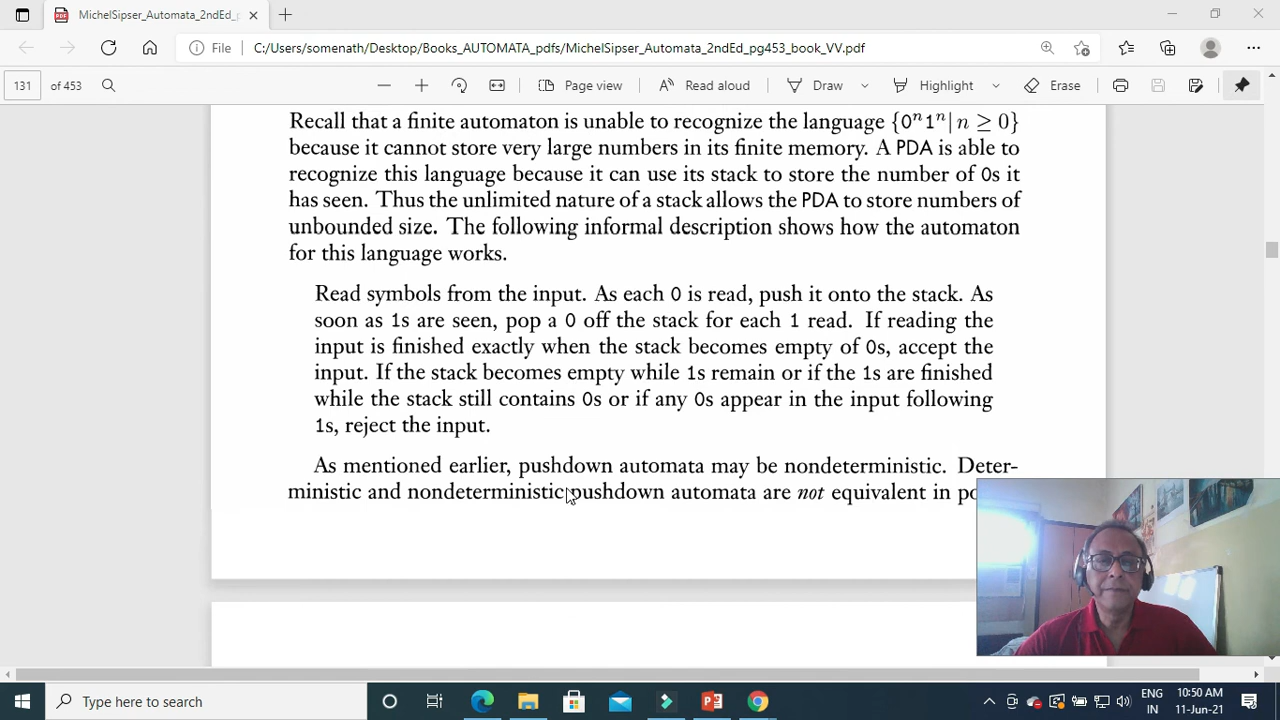 MichelSipser_Automata_2ndEd_p
File
C:/Users/somenath/Desktop/Books_AUTOMATA_pdfs/MichelSipser_Automata_2ndEd_pg453_book_VV.pdf
131 of 453
Page view
Read aloud
Draw
Highlight
Erase
Recall that a finite automaton is unable to recognize the language {0ⁿ1ⁿ| n ≥ 0}
because it cannot store very large numbers in its finite memory. A PDA is able to
recognize this language because it can use its stack to store the number of 0s it
has seen. Thus the unlimited nature of a stack allows the PDA to store numbers of
unbounded size. The following informal description shows how the automaton
for this language works.
Read symbols from the input. As each 0 is read, push it onto the stack. As
soon as 1s are seen, pop a 0 off the stack for each 1 read. If reading the
input is finished exactly when the stack becomes empty of 0s, accept the
input. If the stack becomes empty while 1s remain or if the 1s are finished
while the stack still contains 0s or if any 0s appear in the input following
1s, reject the input.
As mentioned earlier, pushdown automata may be nondeterministic. Deter-
ministic and nondeterministic pushdown automata are not equivalent in
Type here to search
ENG
IN
10:50 AM
11-Jun-21